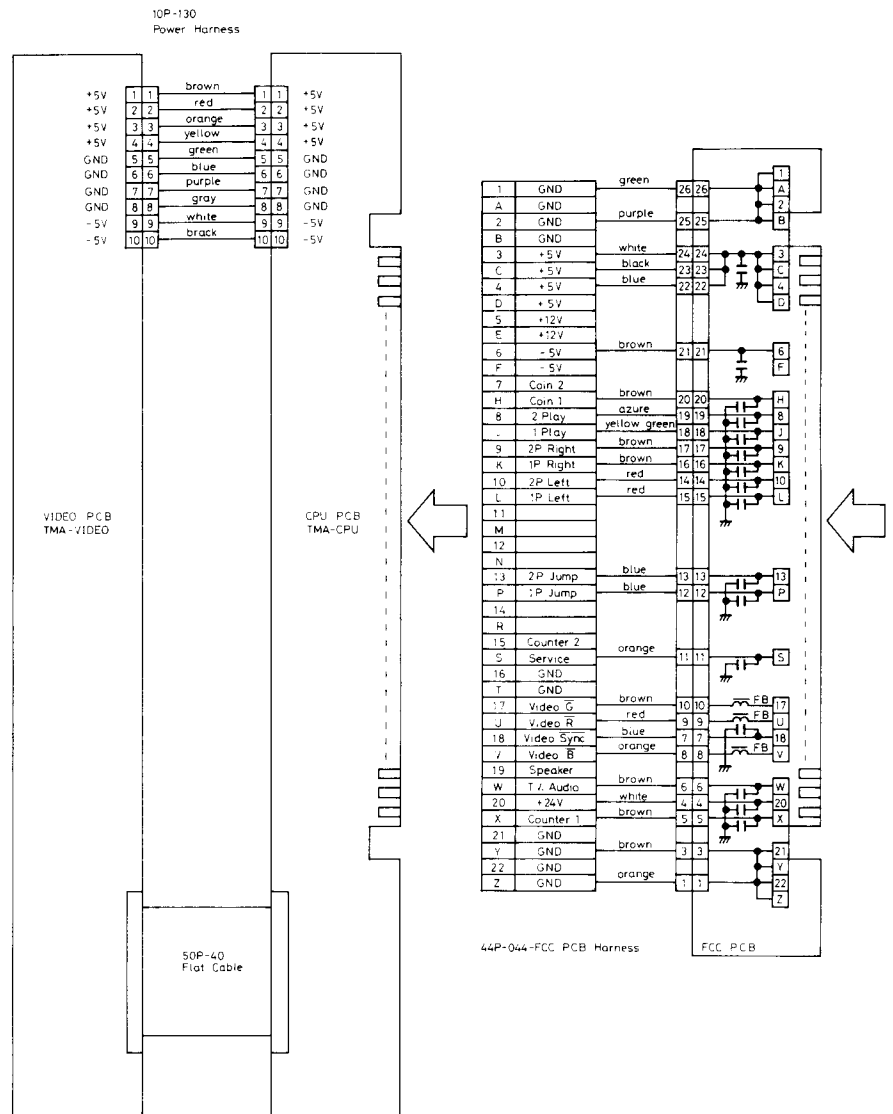 10P-130
Power Harness
+5V 1 1 brown 1 1 +5V
+5V 2 2 red 2 2 +5V
+5V 3 3 orange 3 3 +5V
+5V 4 4 yellow 4 4 +5V
GND 5 5 green 5 5 GND
GND 6 6 blue 6 6 GND
GND 7 7 purple 7 7 GND
GND 8 8 gray 8 8 GND
-5V 9 9 white 9 9 -5V
-5V 10 10 brack 10 10 -5V
VIDEO PCB
TMA-VIDEO
CPU PCB
TMA-CPU
50P-40
Flat Cable
1 GND green 26 26 1
A GND A
2 GND purple 25 25 2
B GND B
3 +5V white 24 24 3
C +5V black 23 23 C
4 +5V blue 22 22 4
D +5V D
5 +12V
E +12V
6 -5V brown 21 21 6
F -5V F
7 Coin 2
H Coin 1 brown 20 20 H
8 2 Play azure 19 19 8
1 Play yellow green 18 18 J
9 2P Right brown 17 17 9
K 1P Right brown 16 16 K
10 2P Left red 14 14 10
L 1P Left red 15 15 L
11
M
12
N
13 2P Jump blue 13 13 13
P 1P Jump blue 12 12 P
14
R
15 Counter 2
S Service orange 11 11 S
16 GND
T GND
17 Video G̅ brown 10 10 FB 17
U Video R̅ red 9 9 FB U
18 Video S̅y̅n̅c̅ blue 7 7 18
V Video B̅ orange 8 8 FB V
19 Speaker
W T.V. Audio brown 6 6 W
20 +24V white 4 4 20
X Counter 1 brown 5 5 X
21 GND brown 3 3 21
Y GND Y
22 GND orange 1 1 22
Z GND Z
44P-044-FCC PCB Harness
FCC PCB